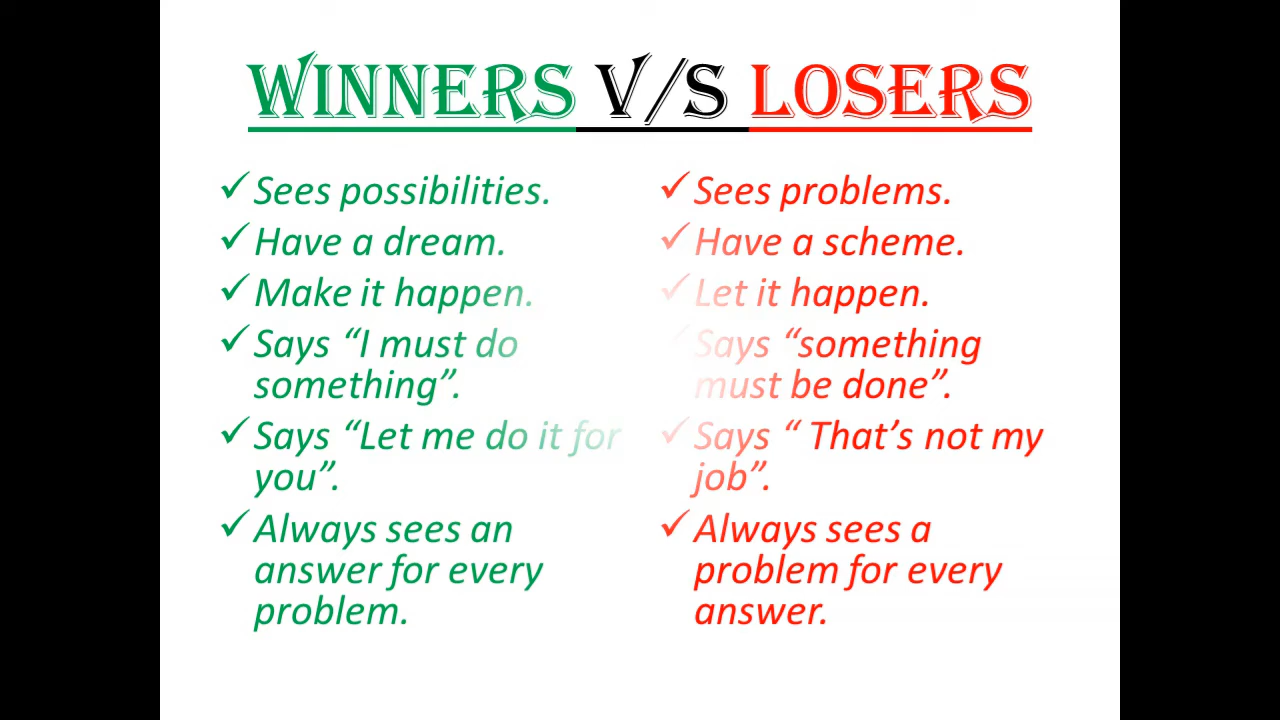 WINNERS V/S LOSERS
✓ Sees possibilities.
✓ Have a dream.
✓ Make it happen.
✓ Says “I must do
something”.
✓ Says “Let me do it for
you”.
✓ Always sees an
answer for every
problem.
✓ Sees problems.
✓ Have a scheme.
✓ Let it happen.
✓ Says “something
must be done”.
✓ Says “ That’s not my
job”.
✓ Always sees a
problem for every
answer.